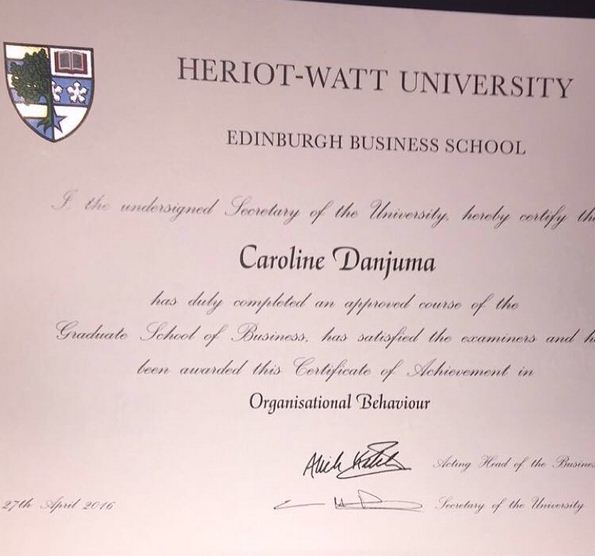 HERIOT-WATT UNIVERSITY
EDINBURGH BUSINESS SCHOOL
I the undersigned Secretary of the University, hereby certify tha
Caroline Danjuma
has duly completed an approved course of the
Graduate School of Business, has satisfied the examiners and h
been awarded this Certificate of Achievement in
Organisational Behaviour
Acting Head of the Busines
27th April 2016
Secretary of the University